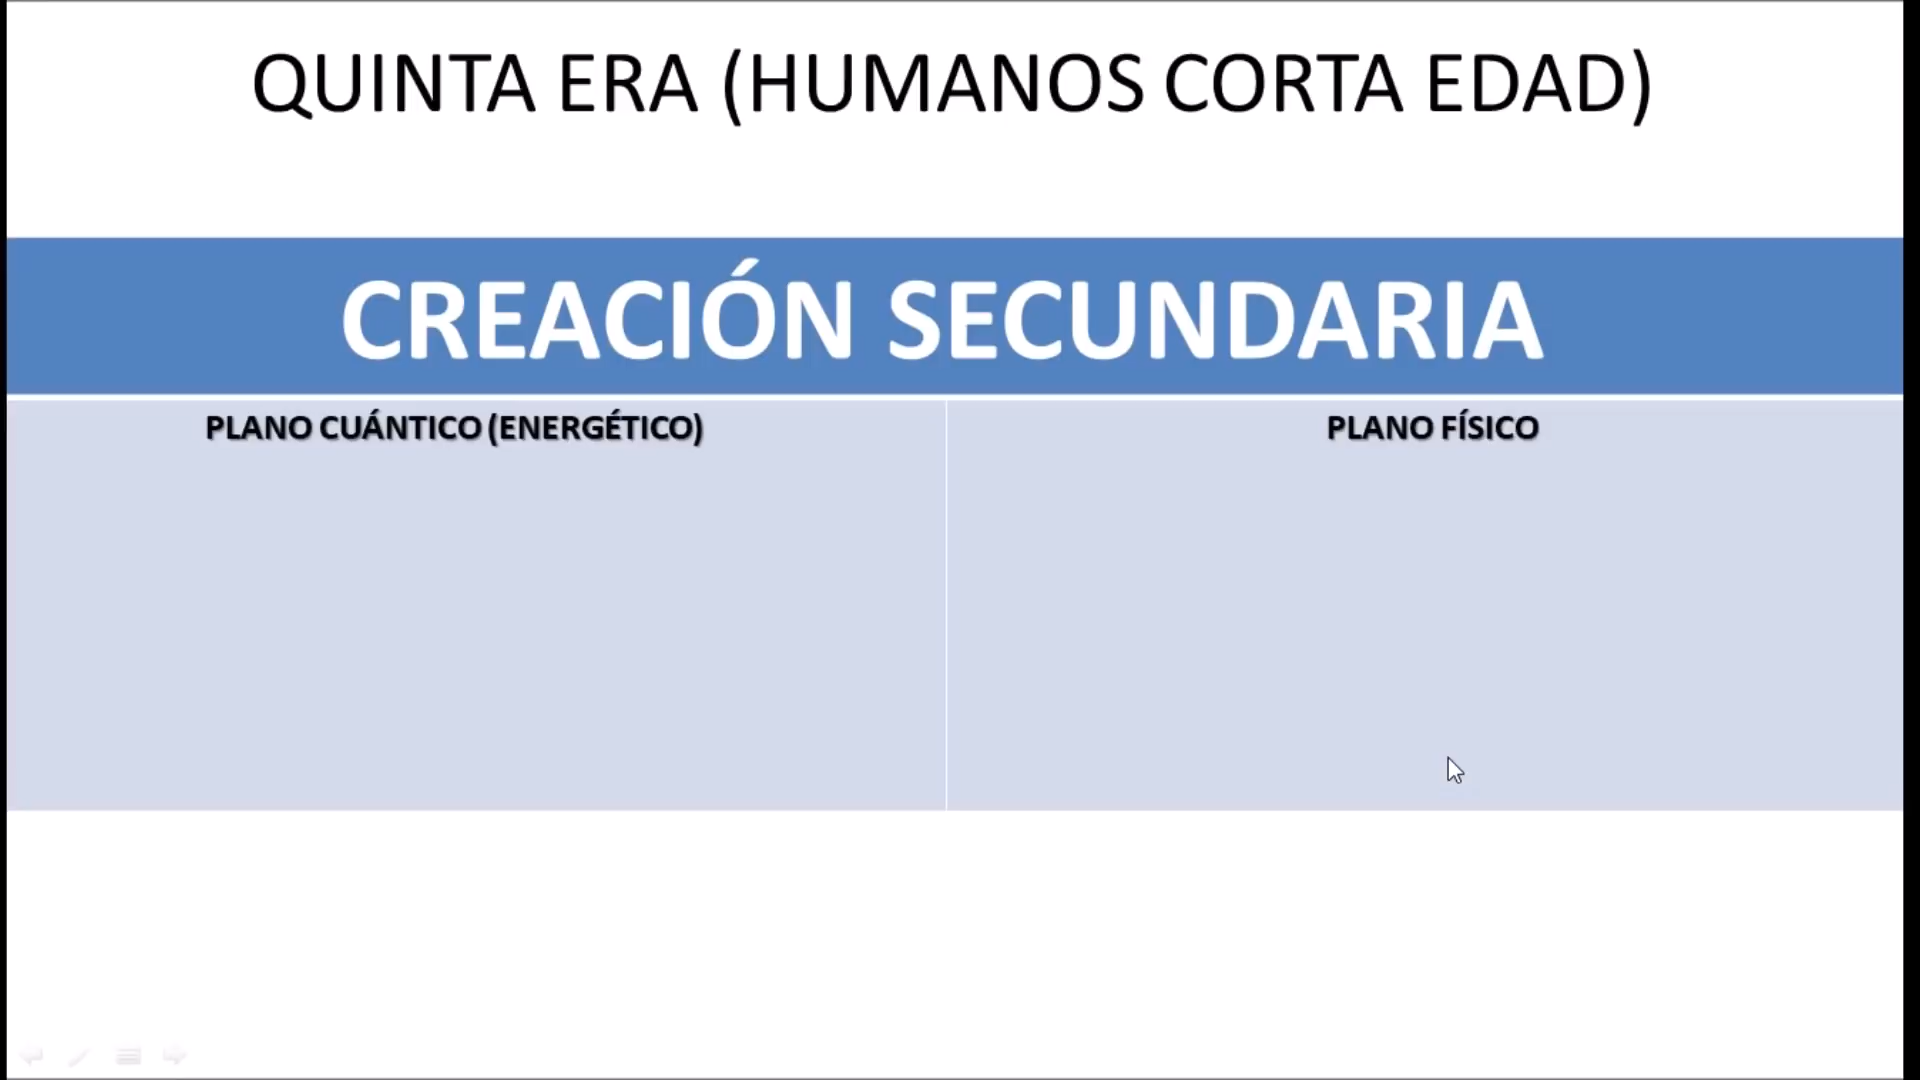 QUINTA ERA (HUMANOS CORTA EDAD)
CREACIÓN SECUNDARIA
PLANO CUÁNTICO (ENERGÉTICO)
PLANO FÍSICO